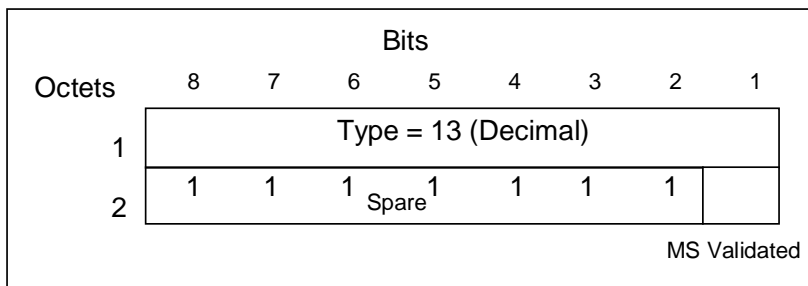 Bits
Octets 8 7 6 5 4 3 2 1
1 Type = 13 (Decimal)
2 1 1 1 1 1 1 1
Spare
MS Validated